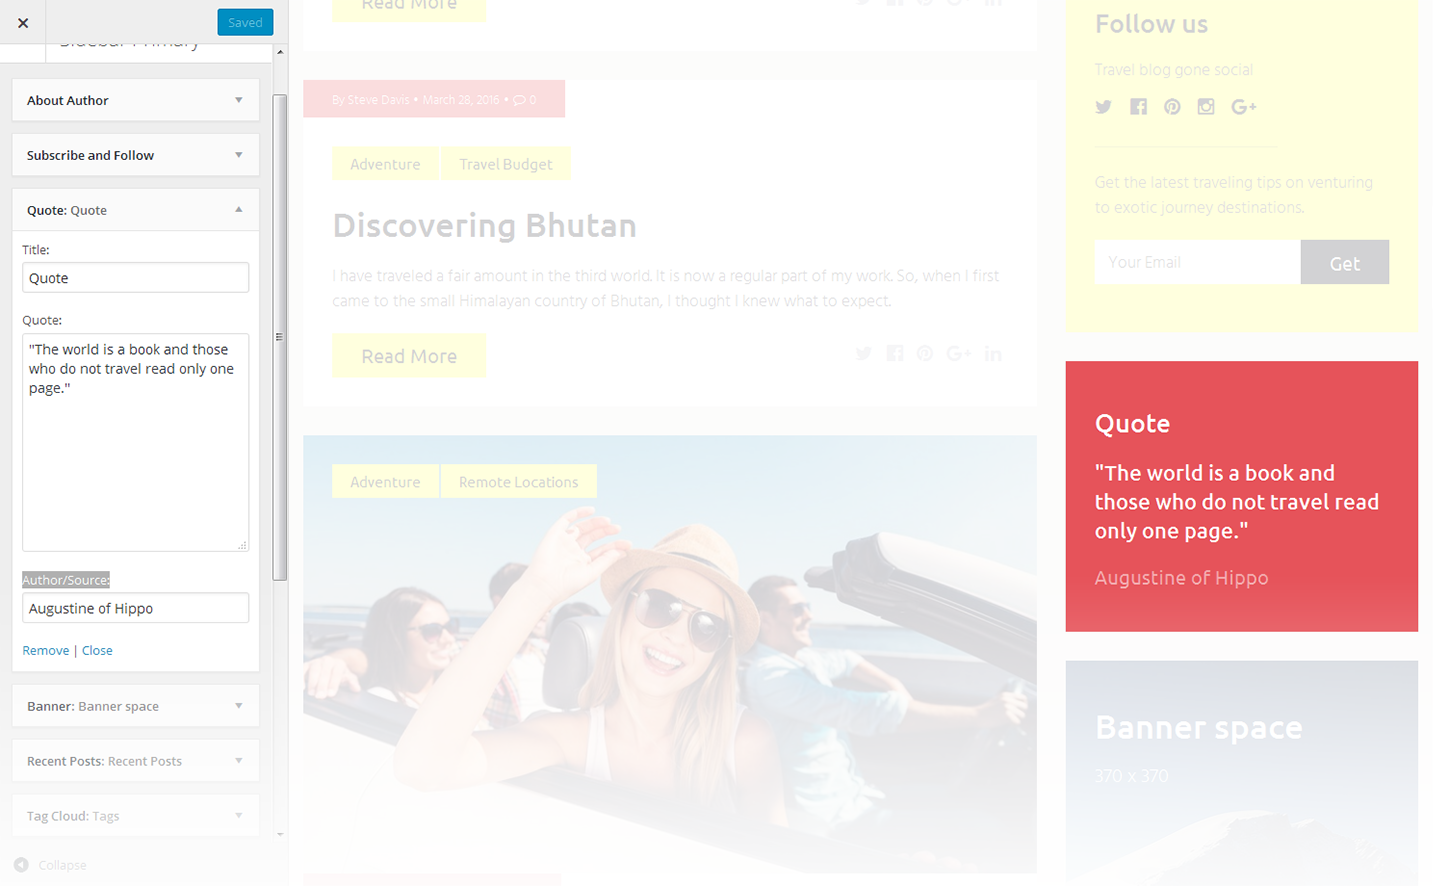 Saved
Sidebar Primary
About Author
Subscribe and Follow
Quote: Quote
Title:
Quote
Quote:
"The world is a book and those
who do not travel read only one
page."
Author/Source:
Augustine of Hippo
Remove | Close
Banner: Banner space
Recent Posts: Recent Posts
Tag Cloud: Tags
Collapse
Read More
By Steve Davis • March 28, 2016 • 0
Adventure
Travel Budget
Discovering Bhutan
I have traveled a fair amount in the third world. It is now a regular part of my work. So, when I first
came to the small Himalayan country of Bhutan, I thought I knew what to expect.
Read More
Adventure
Remote Locations
Follow us
Travel blog gone social
Get the latest traveling tips on venturing
to exotic journey destinations.
Your Email
Get
Quote
"The world is a book and
those who do not travel read
only one page."
Augustine of Hippo
Banner space
370 x 370